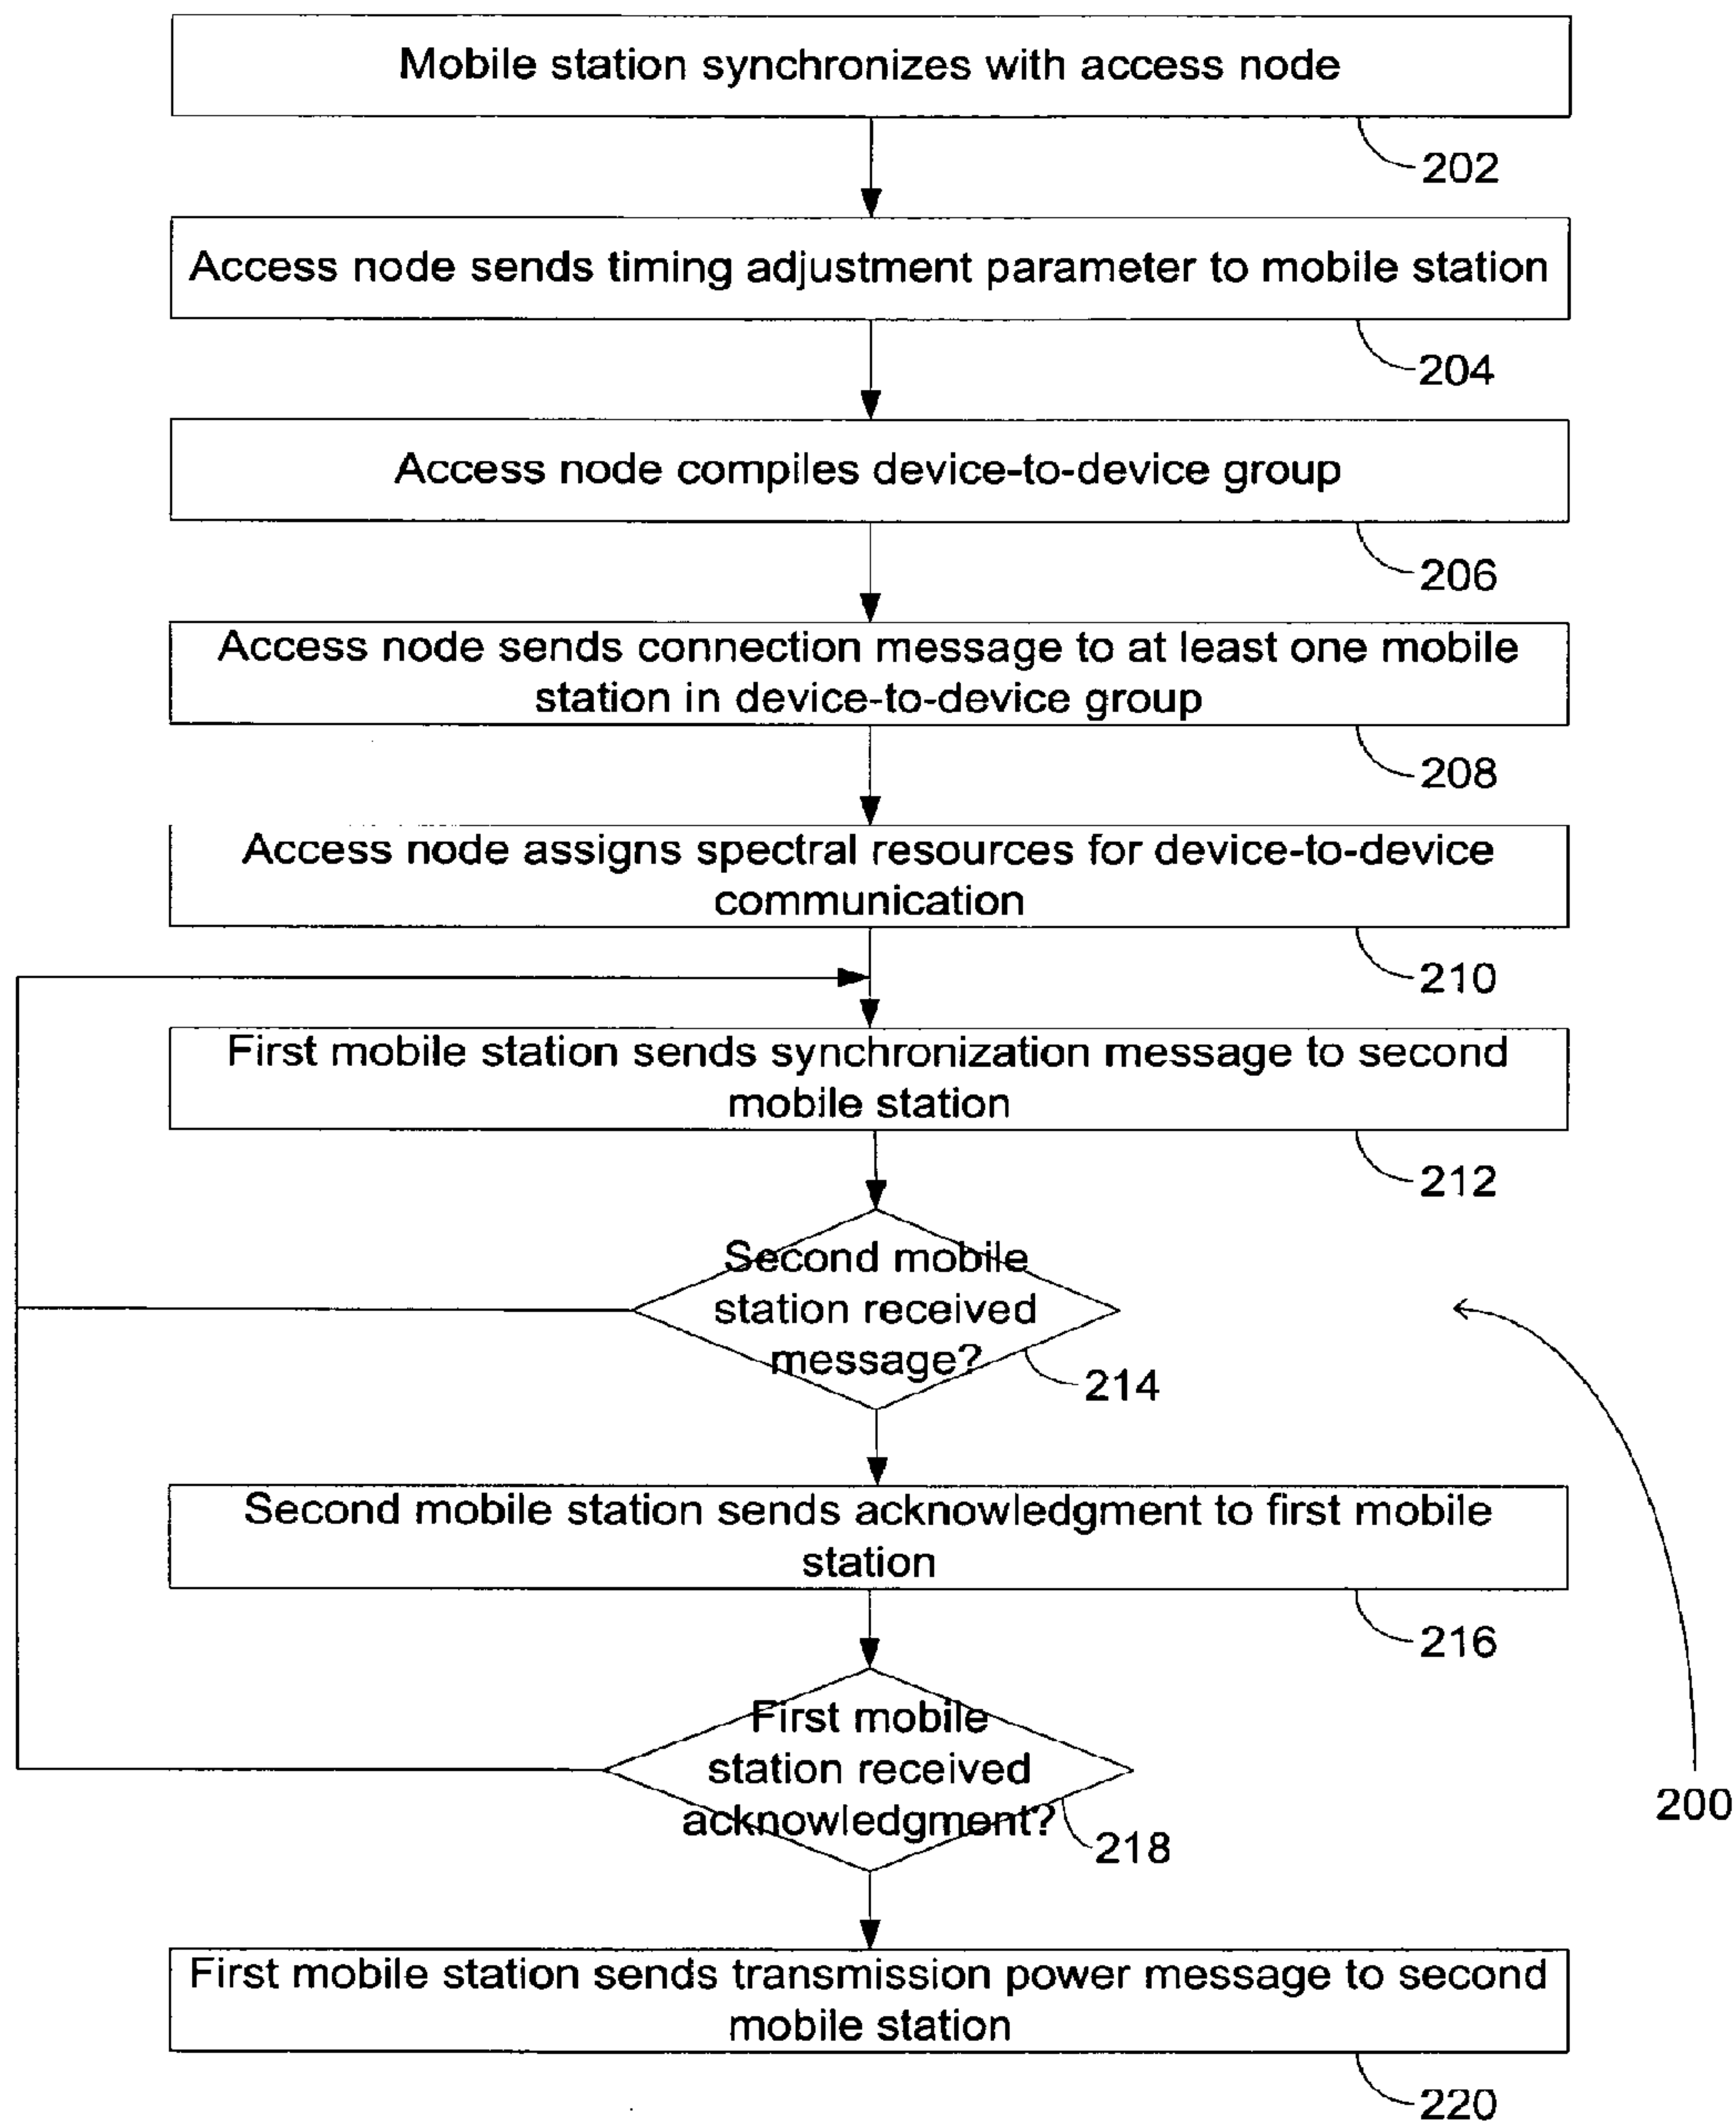 Mobile station synchronizes with access node
202
Access node sends timing adjustment parameter to mobile station
204
Access node compiles device-to-device group
206
Access node sends connection message to at least one mobile
station in device-to-device group
208
Access node assigns spectral resources for device-to-device
communication
210
First mobile station sends synchronization message to second
mobile station
212
Second mobile
station received
message?
214
Second mobile station sends acknowledgment to first mobile
station
216
First mobile
station received
acknowledgment?
218
200
First mobile station sends transmission power message to second
mobile station
220